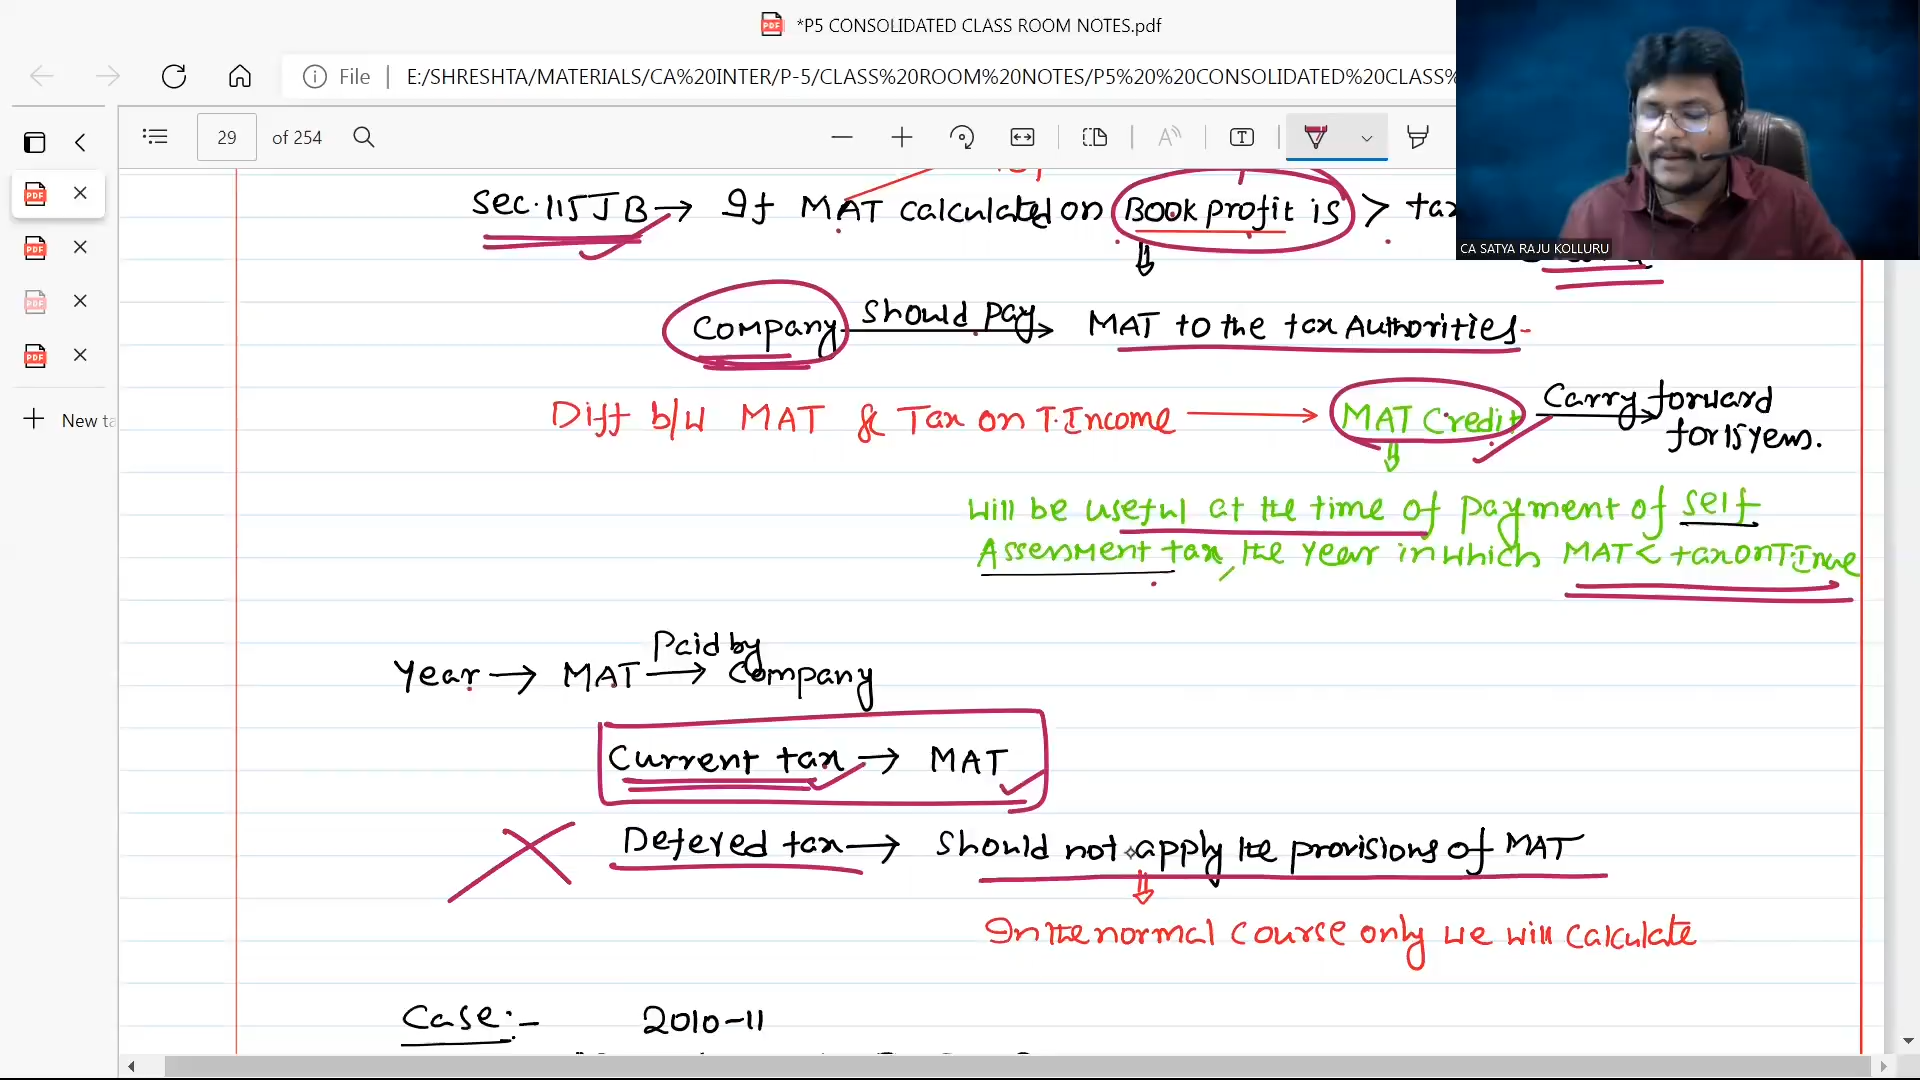 *P5 CONSOLIDATED CLASS ROOM NOTES.pdf
File | E:/SHRESHTA/MATERIALS/CA%20INTER/P-5/CLASS%20ROOM%20NOTES/P5%20%20CONSOLIDATED%20CLASS%
29 of 254
New ta
CA SATYA RAJU KOLLURU
Sec.115JB → If MAT calculated on Book profit is > tax
Company should pay → MAT to the tax Authorities.
Diff b/w MAT & Tax on T.Income → MAT Credit → Carry forward
for 15 years.
Will be useful at the time of payment of Self
Assessment tax, the year in which MAT < tax on T.Income
Year → MAT → Paid by Company
Current tax → MAT
Defered tax → Should not apply the provisions of MAT
In the normal course only we will calculate
Case:- 2010-11